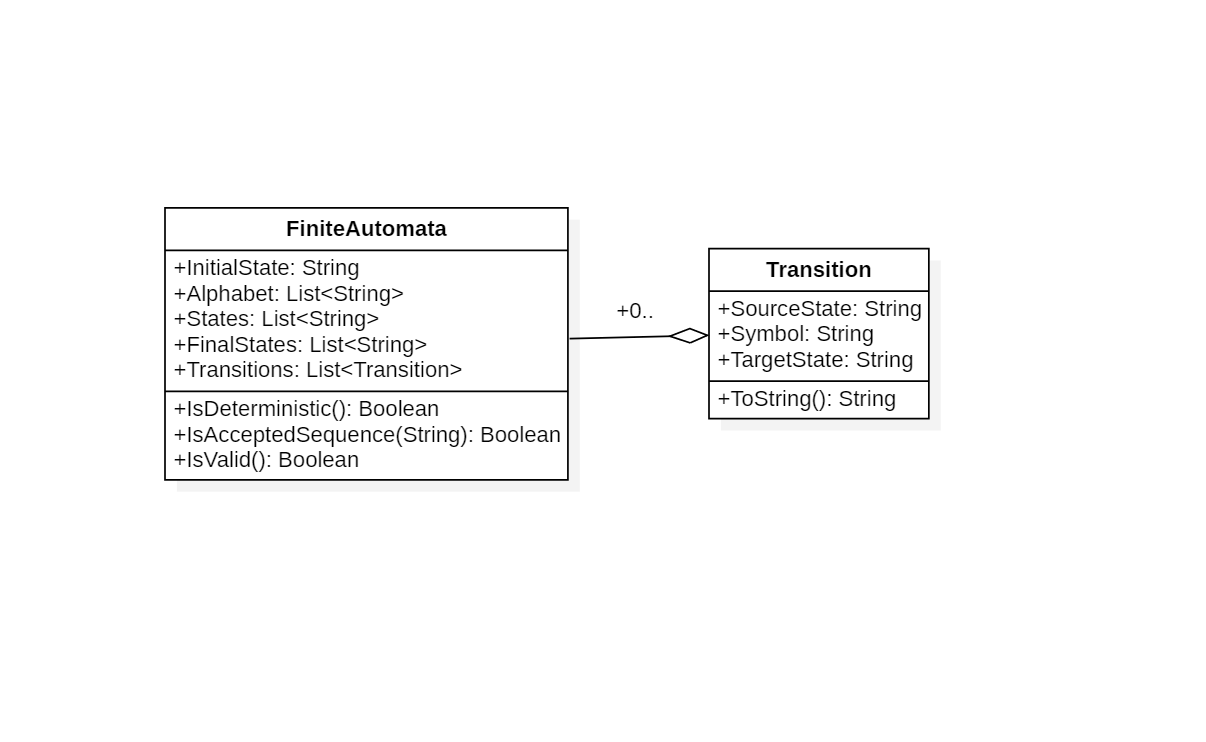 FiniteAutomata
+InitialState: String
+Alphabet: List<String>
+States: List<String>
+FinalStates: List<String>
+Transitions: List<Transition>
+IsDeterministic(): Boolean
+IsAcceptedSequence(String): Boolean
+IsValid(): Boolean
+0..
Transition
+SourceState: String
+Symbol: String
+TargetState: String
+ToString(): String